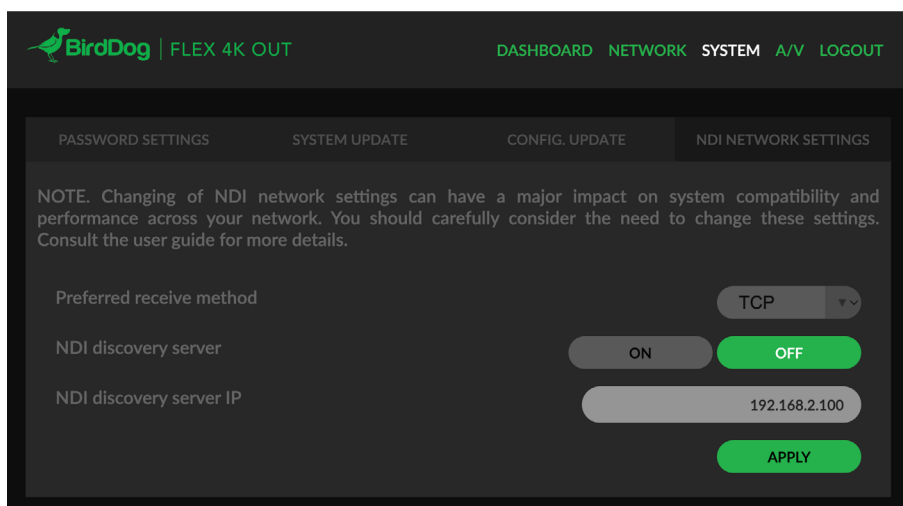 BirdDog | FLEX 4K OUT
DASHBOARD NETWORK SYSTEM A/V LOGOUT
PASSWORD SETTINGS SYSTEM UPDATE CONFIG. UPDATE NDI NETWORK SETTINGS
NOTE. Changing of NDI network settings can have a major impact on system compatibility and
performance across your network. You should carefully consider the need to change these settings.
Consult the user guide for more details.
Preferred receive method TCP
NDI discovery server ON OFF
NDI discovery server IP 192.168.2.100
APPLY